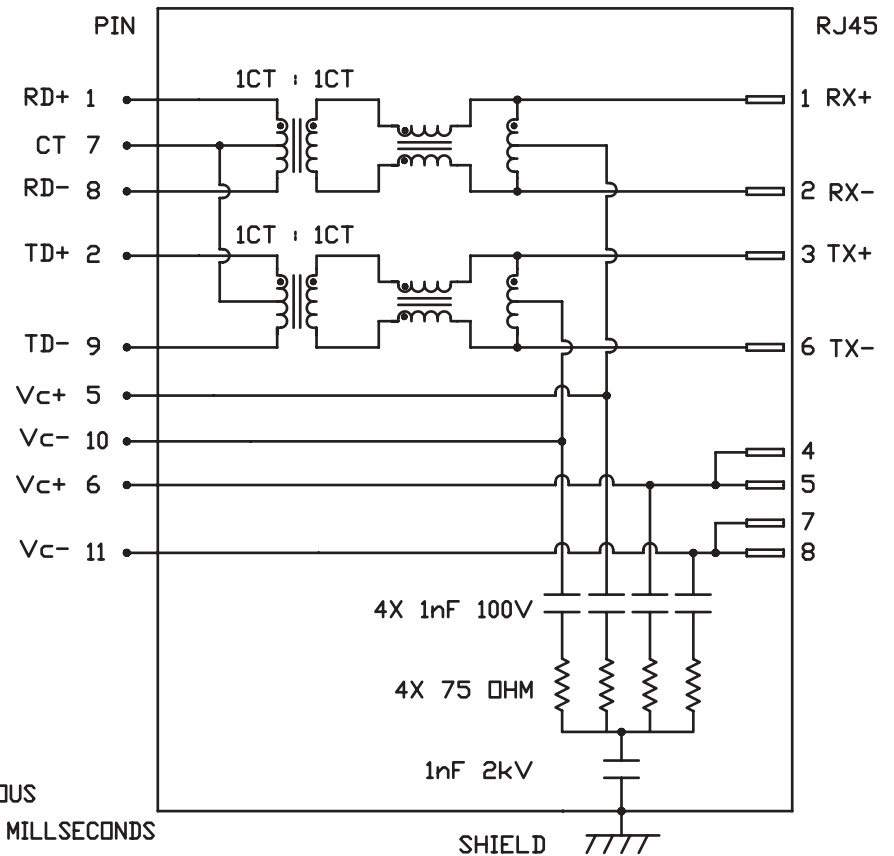 PIN RJ45
1CT : 1CT
RD+ 1 1 RX+
CT 7
RD- 8 2 RX-
1CT : 1CT
TD+ 2 3 TX+
TD- 9 6 TX-
Vc+ 5
Vc- 10
4
Vc+ 6 5
7
Vc- 11 8
4X 1nF 100V
4X 75 OHM
1nF 2kV
OUS
MILLSECONDS
SHIELD